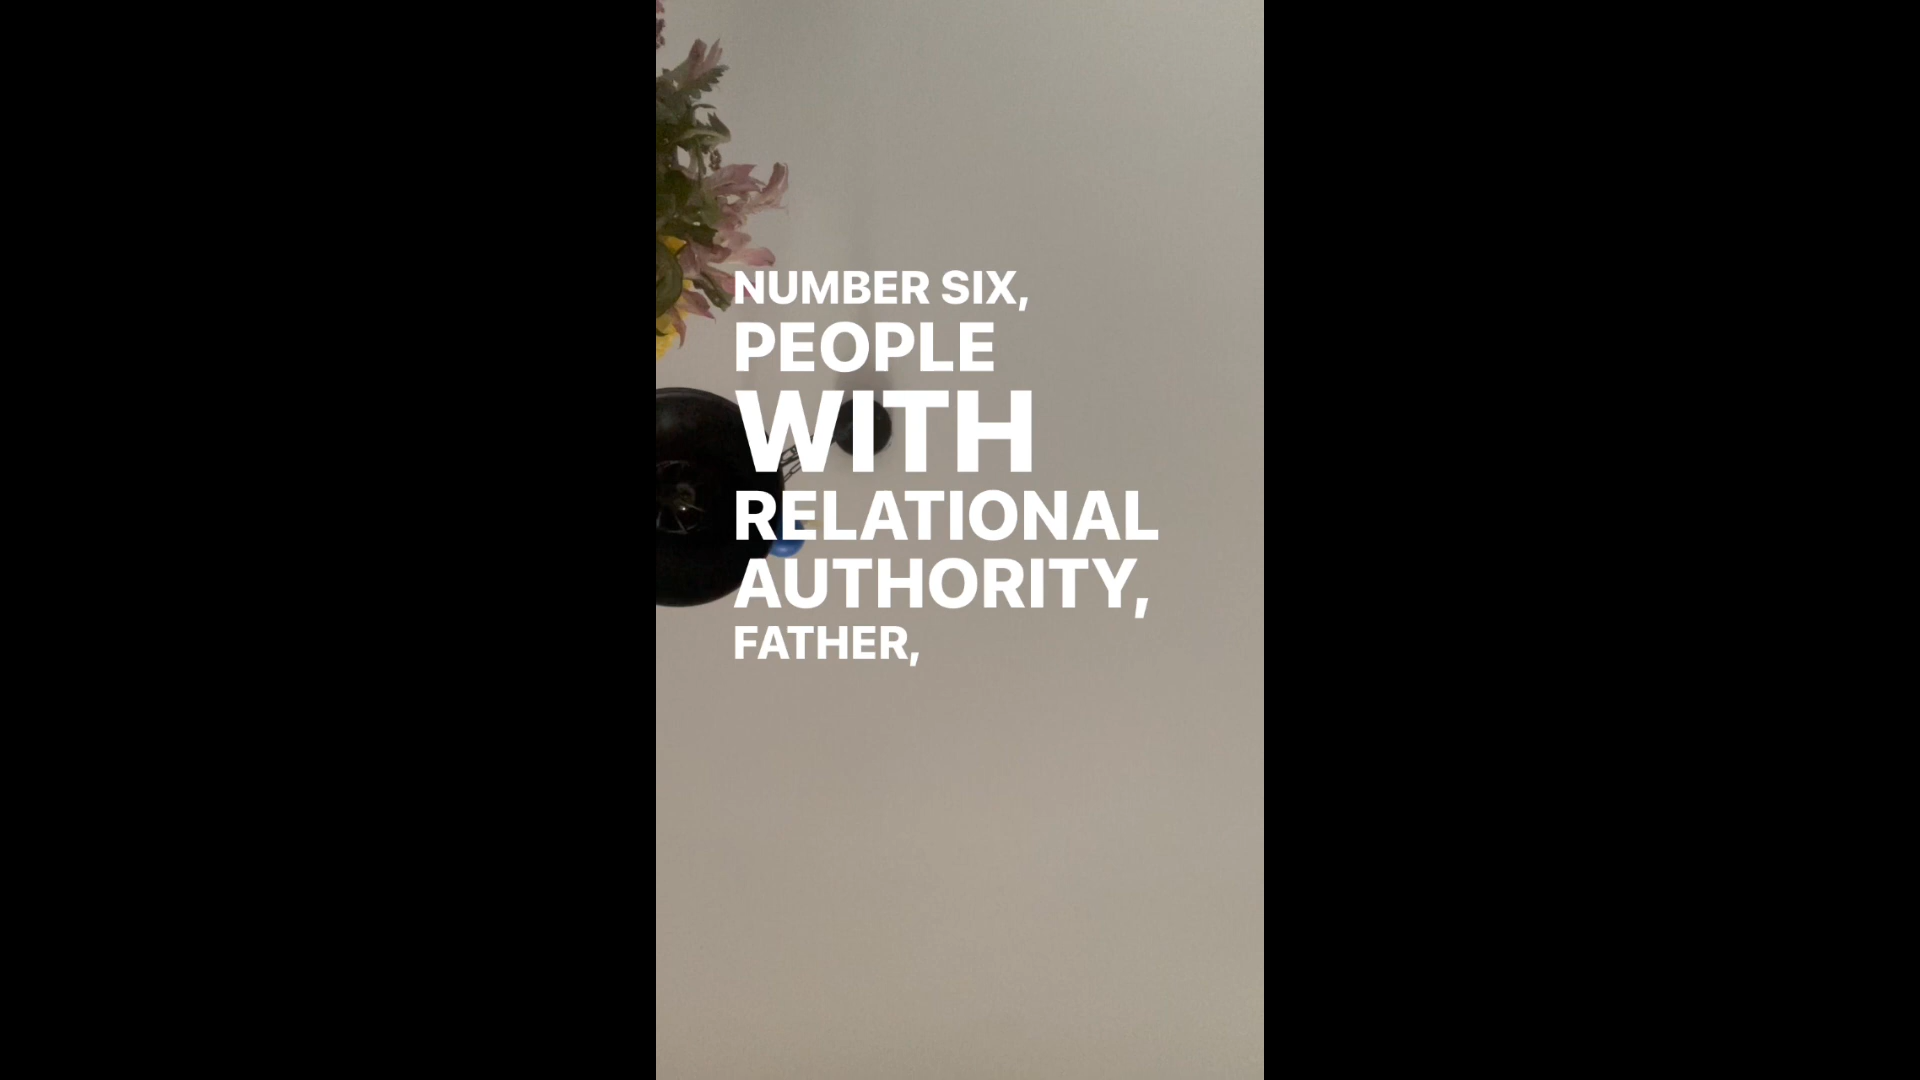 NUMBER SIX,
PEOPLE
WITH
RELATIONAL
AUTHORITY,
FATHER,